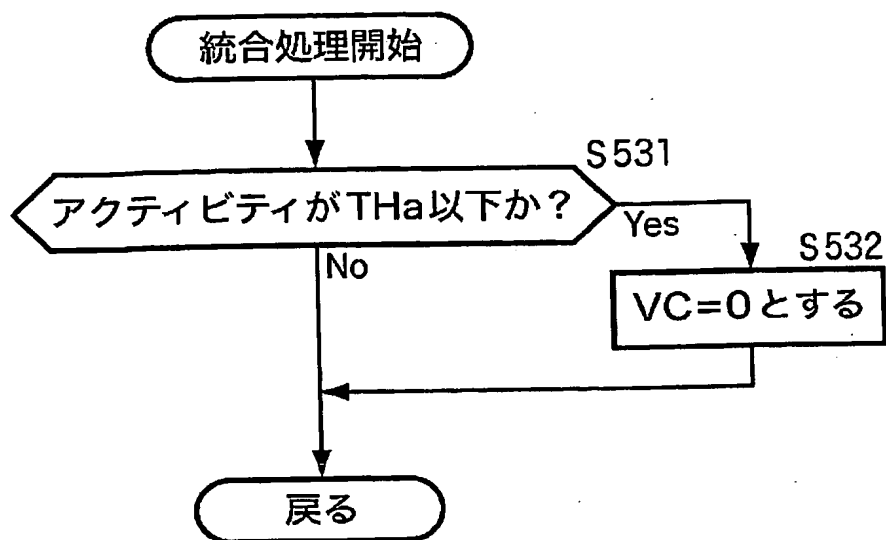 統合処理開始
S531
アクティビティがTHa以下か？
Yes
No
S532
VC=0とする
戻る